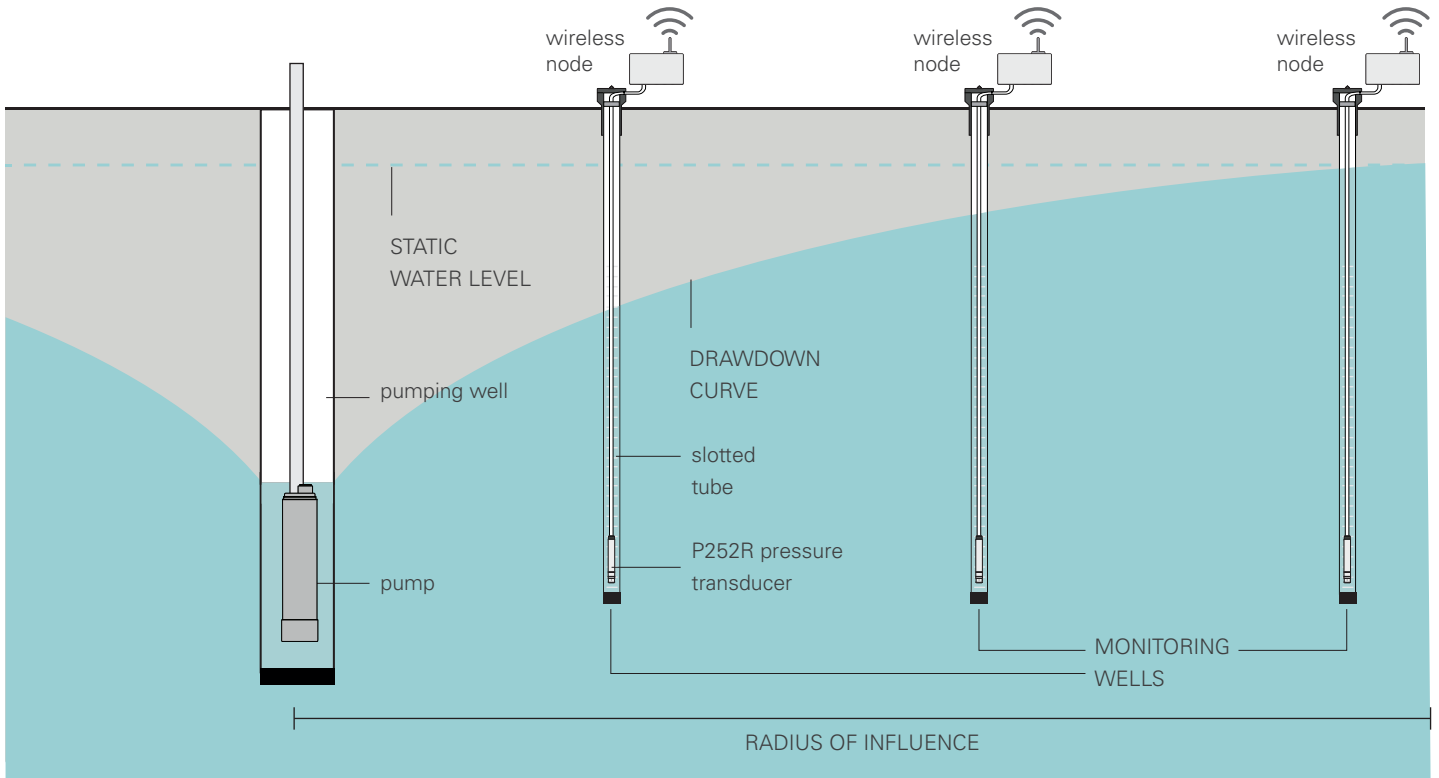 wireless
node
wireless
node
wireless
node
STATIC
WATER LEVEL
DRAWDOWN
CURVE
pumping well
slotted
tube
P252R pressure
transducer
pump
MONITORING
WELLS
RADIUS OF INFLUENCE